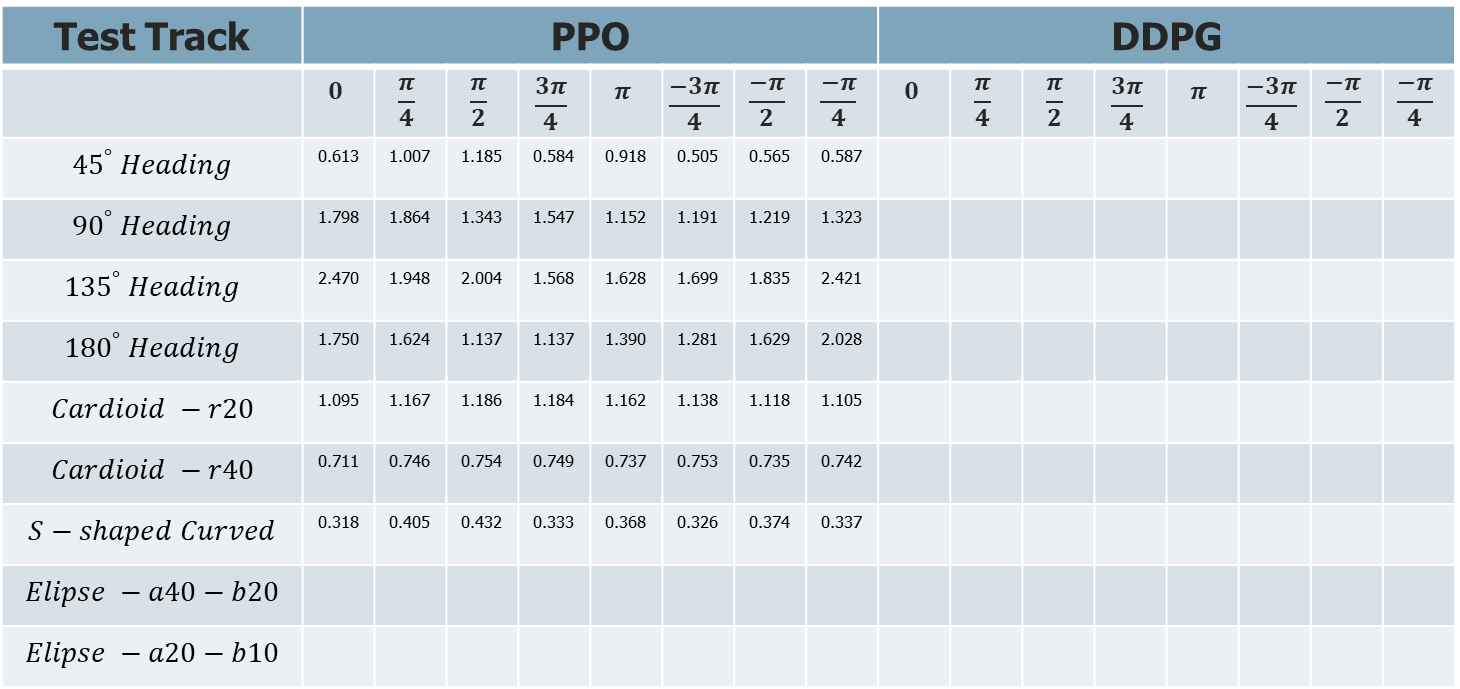 Test Track PPO DDPG
0 π/4 π/2 3π/4 π −3π/4 −π/2 −π/4 0 π/4 π/2 3π/4 π −3π/4 −π/2 −π/4
45° Heading 0.613 1.007 1.185 0.584 0.918 0.505 0.565 0.587
90° Heading 1.798 1.864 1.343 1.547 1.152 1.191 1.219 1.323
135° Heading 2.470 1.948 2.004 1.568 1.628 1.699 1.835 2.421
180° Heading 1.750 1.624 1.137 1.137 1.390 1.281 1.629 2.028
Cardioid − r20 1.095 1.167 1.186 1.184 1.162 1.138 1.118 1.105
Cardioid − r40 0.711 0.746 0.754 0.749 0.737 0.753 0.735 0.742
S − shaped Curved 0.318 0.405 0.432 0.333 0.368 0.326 0.374 0.337
Elipse − a40 − b20
Elipse − a20 − b10